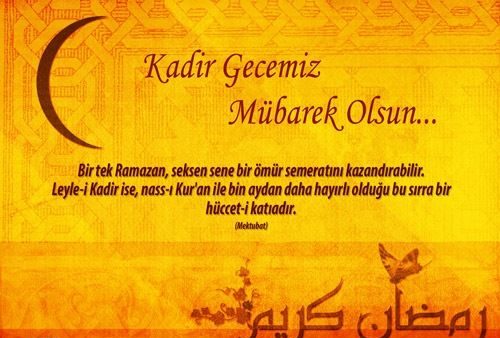 Kadir Gecemiz
Mübarek Olsun...
Bir tek Ramazan, seksen sene bir ömür semeratını kazandırabilir.
Leyle-i Kadir ise, nass-ı Kur'an ile bin aydan daha hayırlı olduğu bu sırra bir
hüccet-i katıadır.
(Mektubat)
رمضان كريم